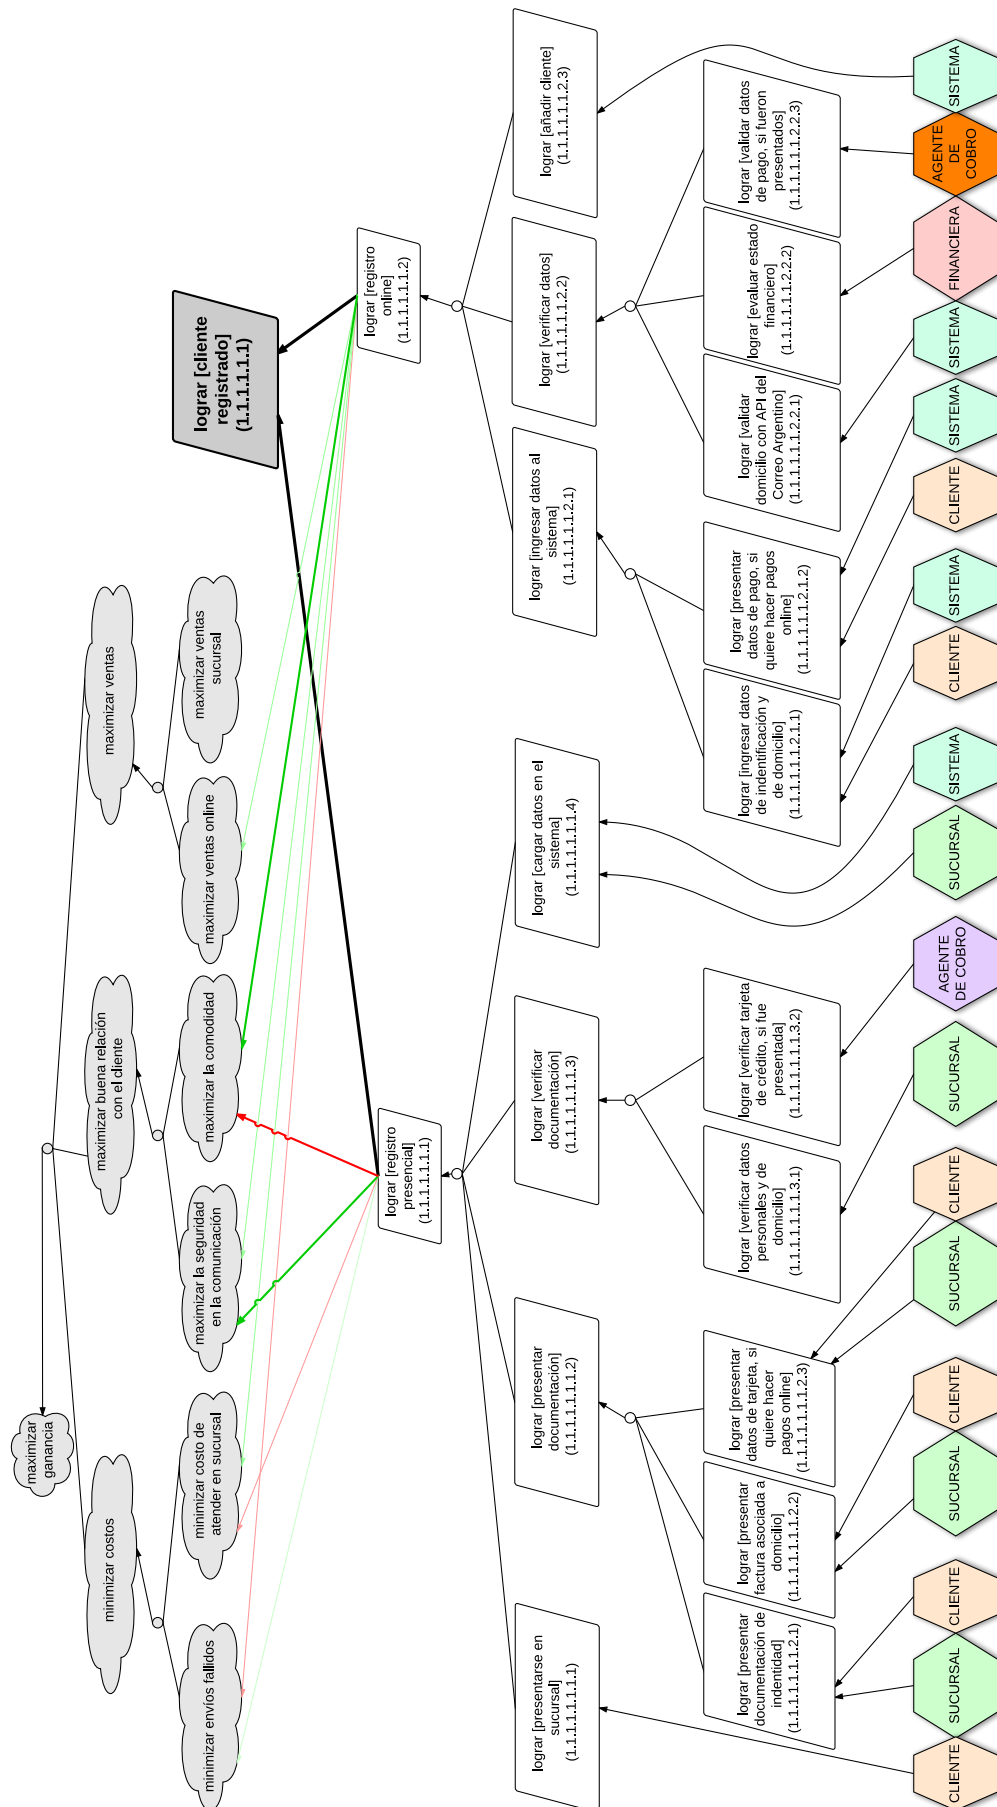 maximizar
ganancia
minimizar costos
maximizar buena relación
con el cliente
maximizar ventas
minimizar envíos fallidos
minimizar costo de
atender en sucursal
maximizar la seguridad
en la comunicación
maximizar la comodidad
maximizar ventas online
maximizar ventas
sucursal
lograr [cliente
registrado]
(1.1.1.1.1.1)
lograr [registro
presencial]
(1.1.1.1.1.1.1)
lograr [registro
online]
(1.1.1.1.1.1.2)
lograr [presentarse en
sucursal]
(1.1.1.1.1.1.1.1)
lograr [presentar
documentación]
(1.1.1.1.1.1.1.2)
lograr [verificar
documentación]
(1.1.1.1.1.1.1.3)
lograr [cargar datos en el
sistema]
(1.1.1.1.1.1.1.4)
lograr [ingresar datos al
sistema]
(1.1.1.1.1.1.2.1)
lograr [verificar datos]
(1.1.1.1.1.1.2.2)
lograr [añadir cliente]
(1.1.1.1.1.1.2.3)
lograr [presentar
documentación de
indentidad]
(1.1.1.1.1.1.1.2.1)
lograr [presentar
factura asociada a
domicilio]
(1.1.1.1.1.1.1.2.2)
lograr [presentar
datos de tarjeta, si
quiere hacer
pagos online]
(1.1.1.1.1.1.1.2.3)
lograr [verificar datos
personales y de
domicilio]
(1.1.1.1.1.1.1.3.1)
lograr [verificar tarjeta
de crédito, si fue
presentada]
(1.1.1.1.1.1.1.3.2)
lograr [ingresar datos
de indentificación y
de domicilio]
(1.1.1.1.1.1.2.1.1)
lograr [presentar
datos de pago, si
quiere hacer pagos
online]
(1.1.1.1.1.1.2.1.2)
lograr [validar
domicilio con API del
Correo Argentino]
(1.1.1.1.1.1.2.2.1)
lograr [evaluar estado
financiero]
(1.1.1.1.1.1.2.2.2)
lograr [validar datos
de pago, si fueron
presentados]
(1.1.1.1.1.1.2.2.3)
CLIENTE
SUCURSAL
CLIENTE
SUCURSAL
CLIENTE
SUCURSAL
CLIENTE
SUCURSAL
AGENTE
DE COBRO
SUCURSAL
SISTEMA
CLIENTE
SISTEMA
CLIENTE
SISTEMA
SISTEMA
FINANCIERA
AGENTE
DE
COBRO
SISTEMA